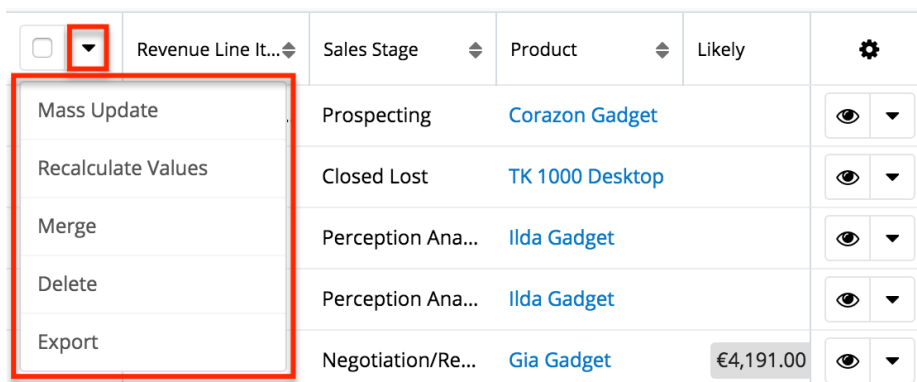 Revenue Line It... Sales Stage Product Likely
Mass Update
Prospecting Corazon Gadget
Recalculate Values
Closed Lost TK 1000 Desktop
Merge
Perception Ana... Ilda Gadget
Delete
Perception Ana... Ilda Gadget
Export
Negotiation/Re... Gia Gadget €4,191.00